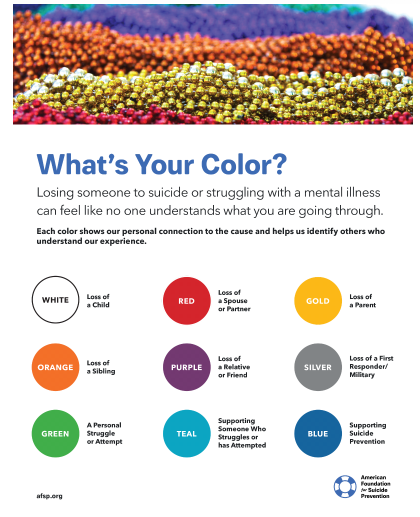 What's Your Color?
Losing someone to suicide or struggling with a mental illness
can feel like no one understands what you are going through.
Each color shows our personal connection to the cause and helps us identify others who
understand our experience.
WHITE
Loss of
a Child
RED
Loss of
a Spouse
or Partner
GOLD
Loss of
a Parent
ORANGE
Loss of
a Sibling
PURPLE
Loss of
a Relative
or Friend
SILVER
Loss of a First
Responder/
Military
GREEN
A Personal
Struggle
or Attempt
TEAL
Supporting
Someone Who
Struggles or
has Attempted
BLUE
Supporting
Suicide
Prevention
afsp.org
American
Foundation
for Suicide
Prevention